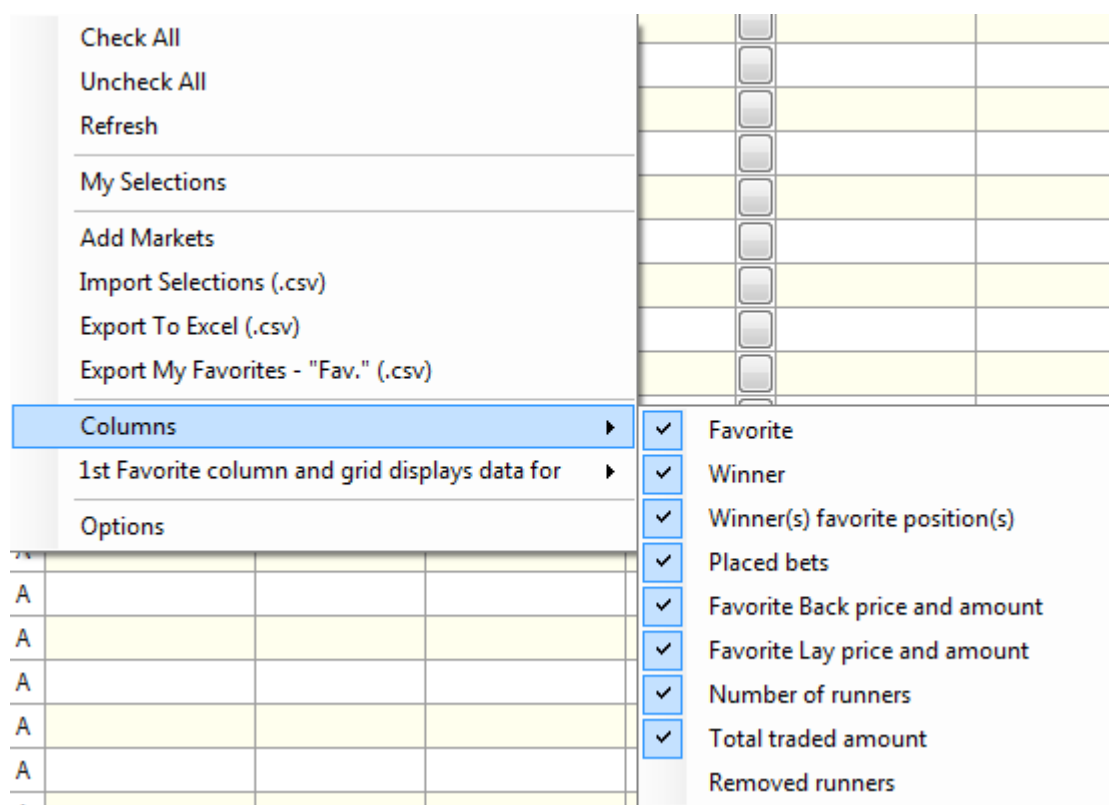 Check All
Uncheck All
Refresh
My Selections
Add Markets
Import Selections (.csv)
Export To Excel (.csv)
Export My Favorites - "Fav." (.csv)
Columns
1st Favorite column and grid displays data for
Options
Favorite
Winner
Winner(s) favorite position(s)
Placed bets
Favorite Back price and amount
Favorite Lay price and amount
Number of runners
Total traded amount
Removed runners
A
A
A
A
A